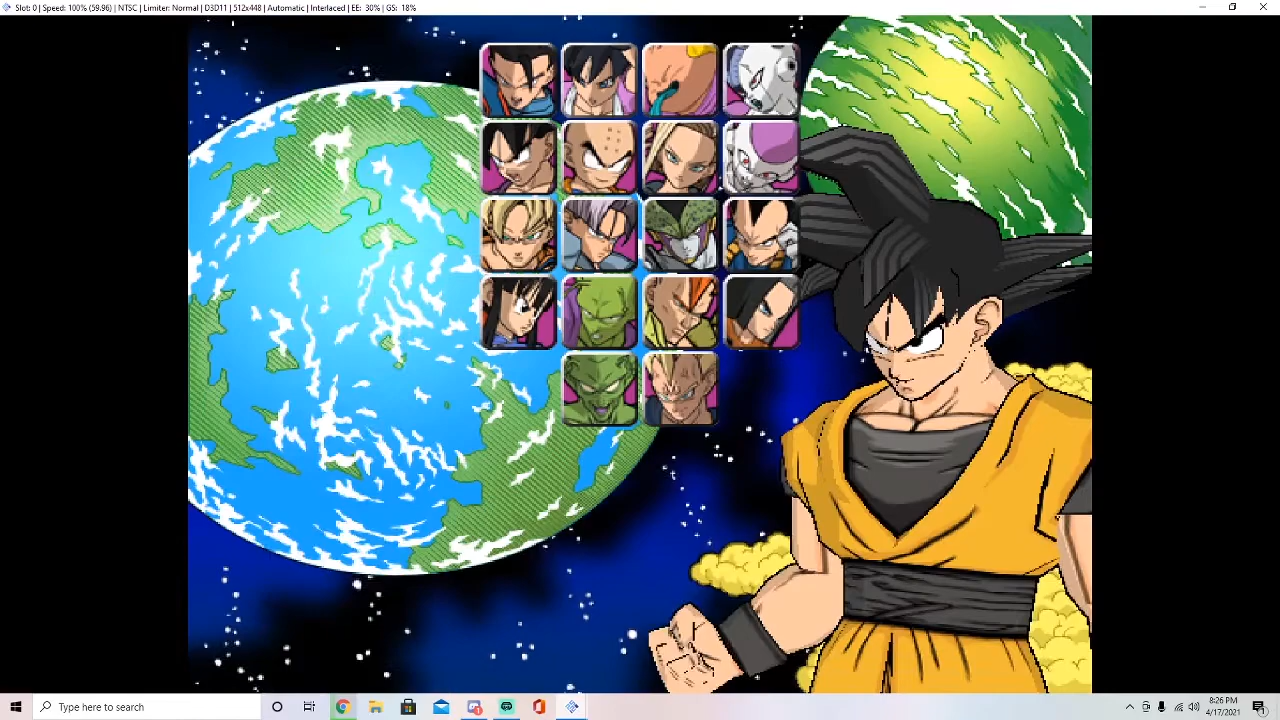 Slot: 0 | Speed: 100% (59.96) | NTSC | Limiter: Normal | D3D11 | 512x448 | Automatic | Interlaced | EE: 30% | GS: 18%
Type here to search
8:26 PM
4/17/2021